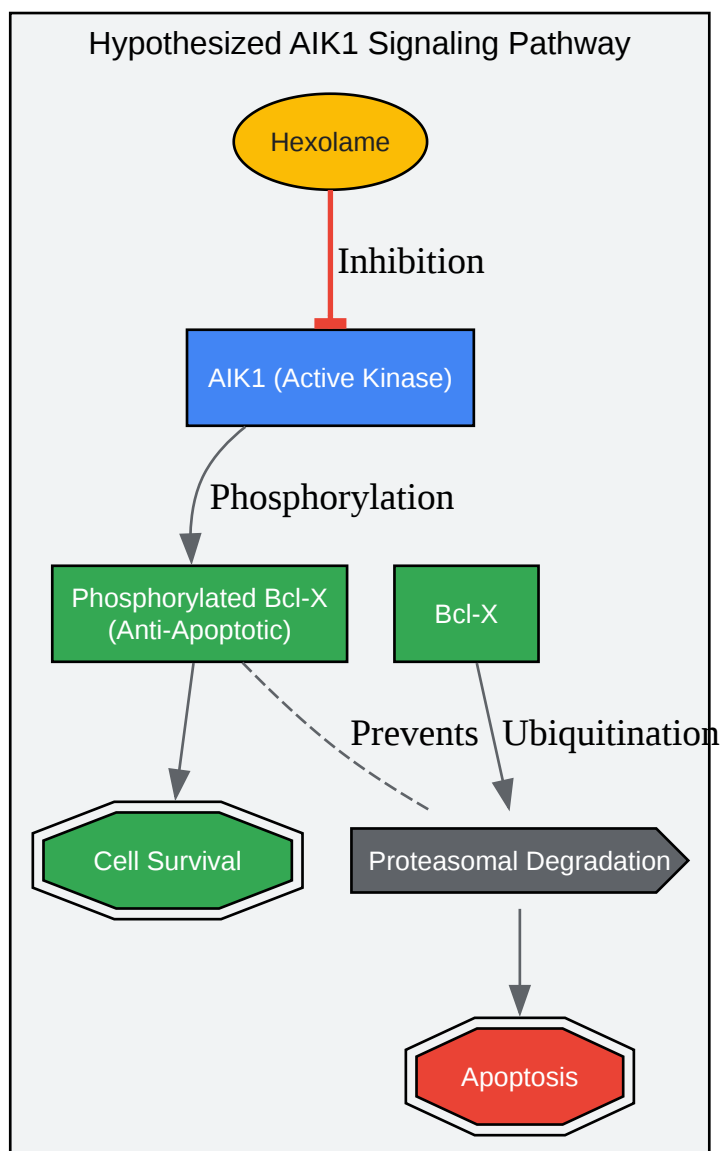 Hypothesized AIK1 Signaling Pathway
Hexolame
Inhibition
AIK1 (Active Kinase)
Phosphorylation
Phosphorylated Bcl-X
(Anti-Apoptotic)
Bcl-X
Prevents
Ubiquitination
Cell Survival
Proteasomal Degradation
Apoptosis